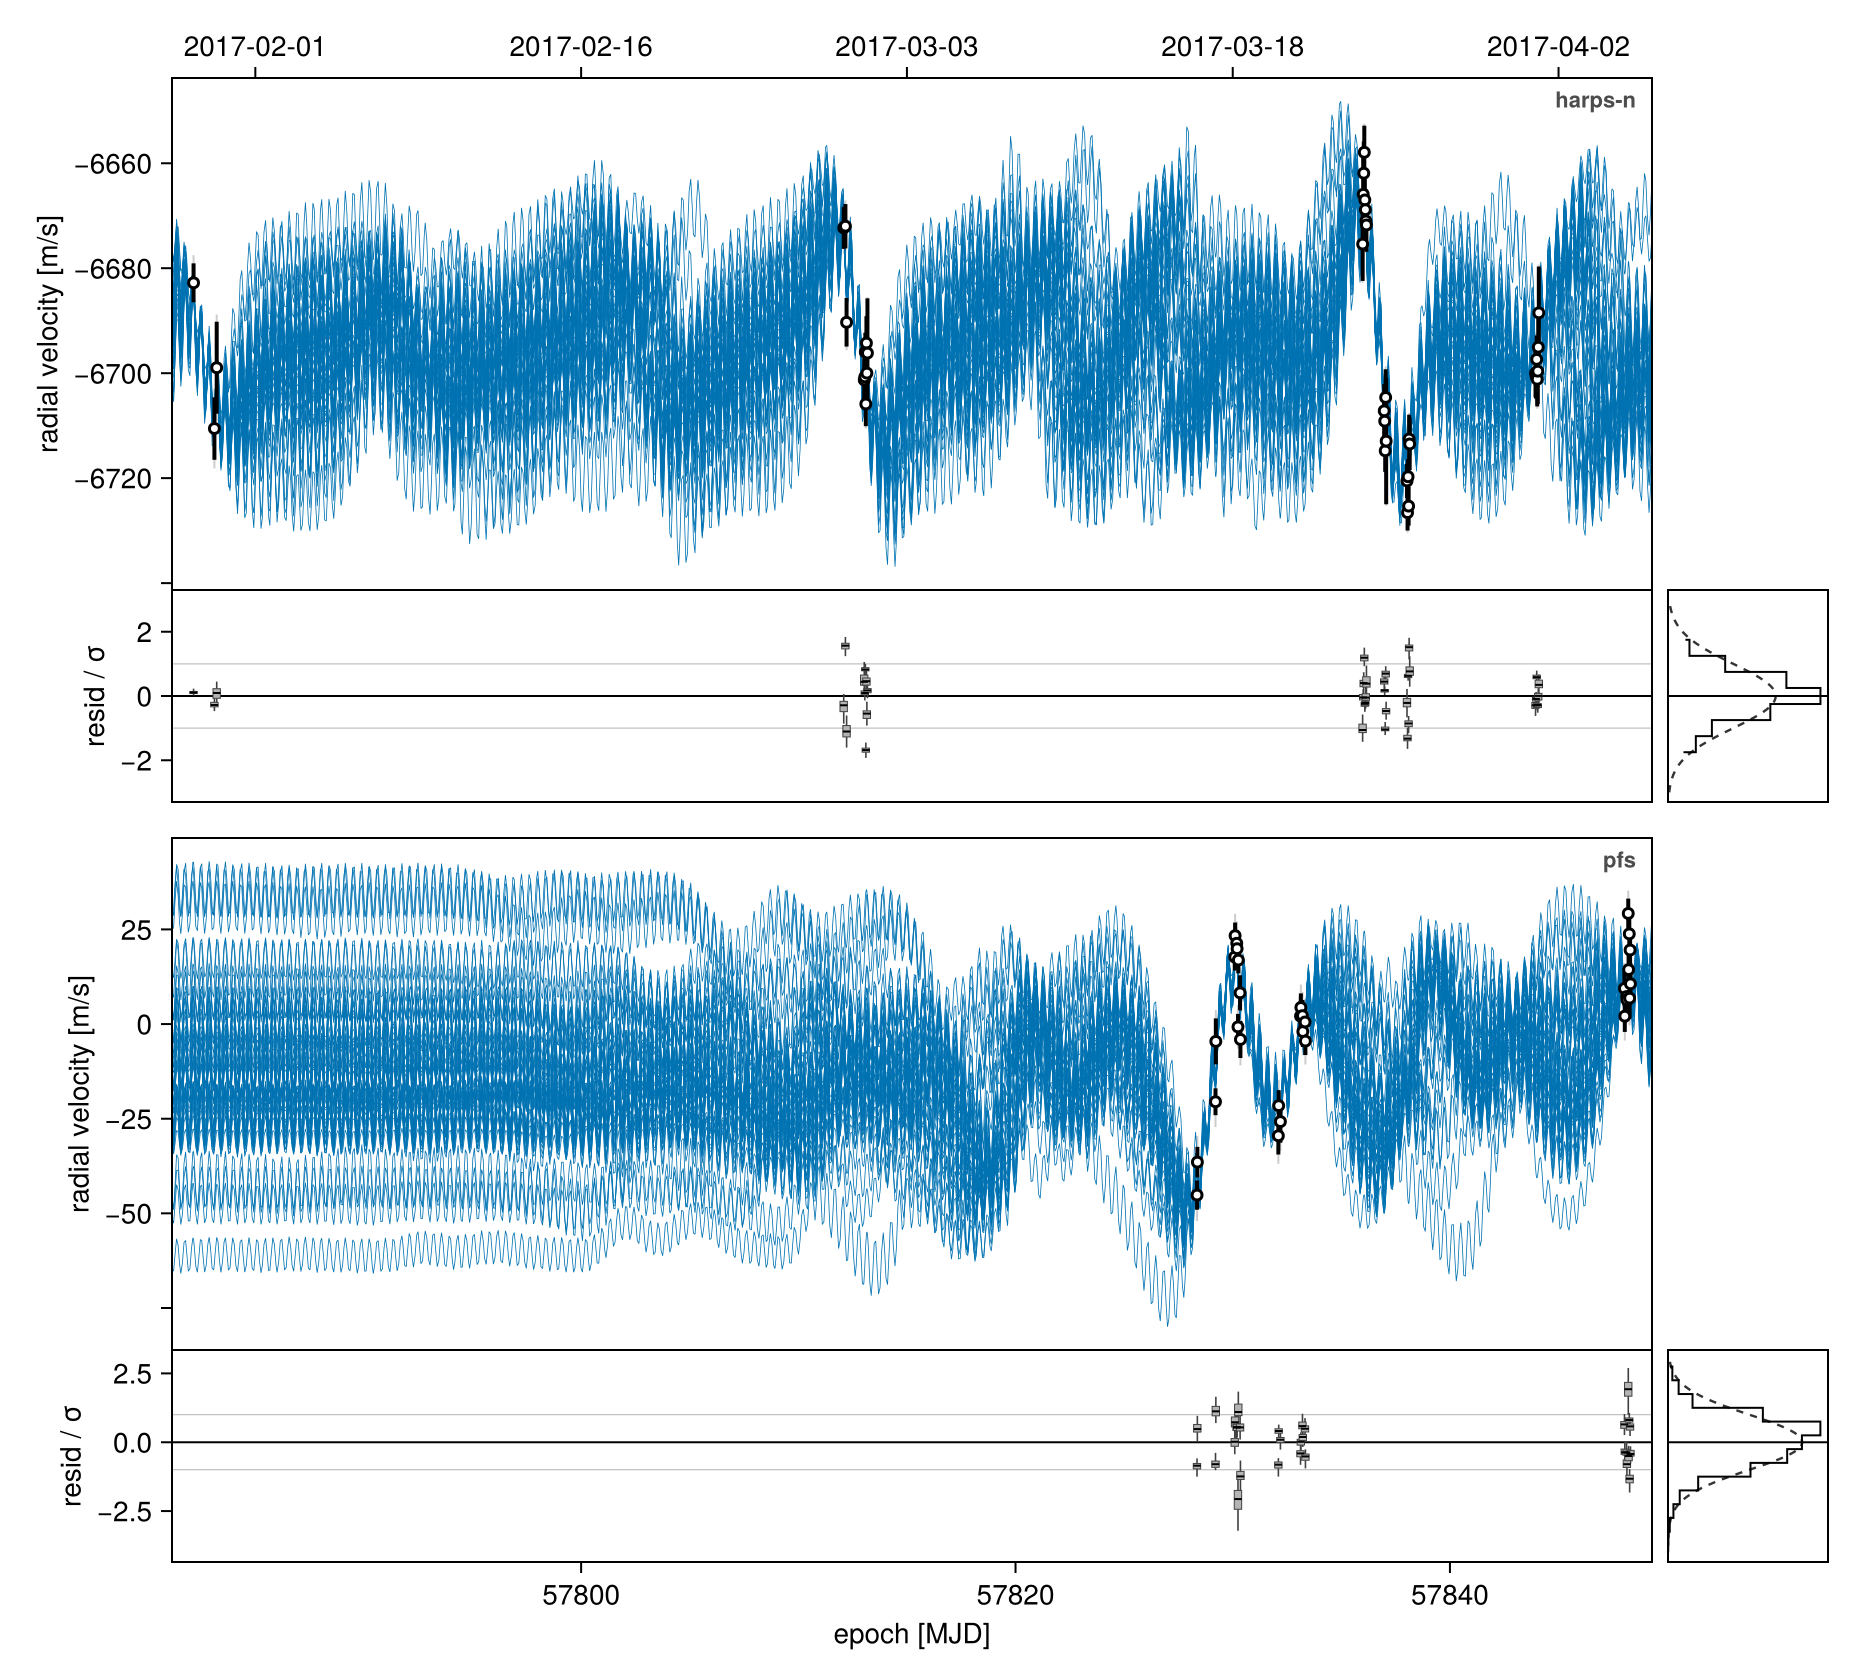 2017-02-01 2017-02-16 2017-03-03 2017-03-18 2017-04-02
harps-n
−6660
−6680
−6700
−6720
radial velocity [m/s]
2
0
−2
resid / σ
pfs
25
0
−25
−50
radial velocity [m/s]
2.5
0.0
−2.5
resid / σ
57800 57820 57840
epoch [MJD]